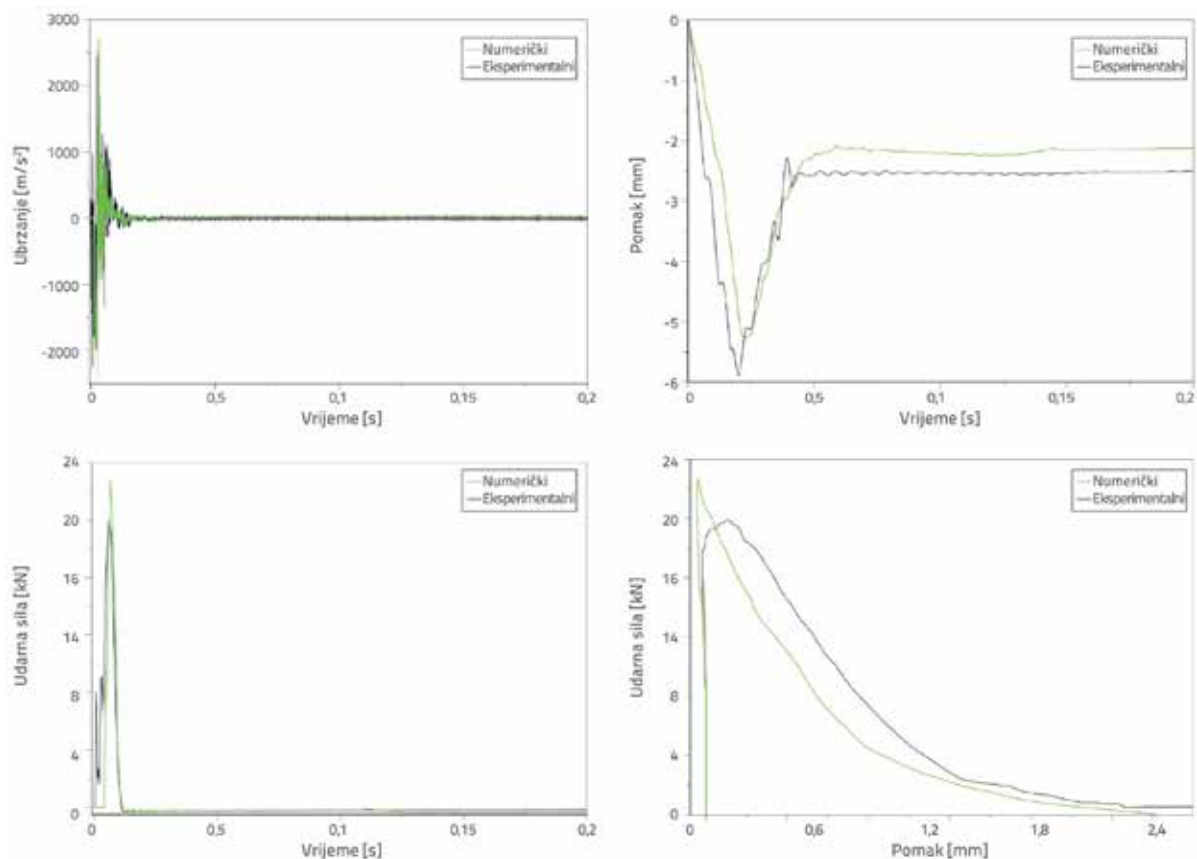 3000
2000
1000
0
-1000
-2000
Ubrzanje [m/s²]
Numerički
Eksperimentalni
0
0,5
0,1
0,15
0,2
Vrijeme [s]
0
-1
-2
-3
-4
-5
-6
Pomak [mm]
Numerički
Eksperimentalni
0
0,5
0,1
0,15
0,2
Vrijeme [s]
24
20
16
14
8
4
0
Udarna sila [kN]
Numerički
Eksperimentalni
0
0,5
0,1
0,15
0,2
Vrijeme [s]
24
20
16
14
8
4
0
Udarna sila [kN]
Numerički
Eksperimentalni
0
0,6
1,2
1,8
2,4
Pomak [mm]